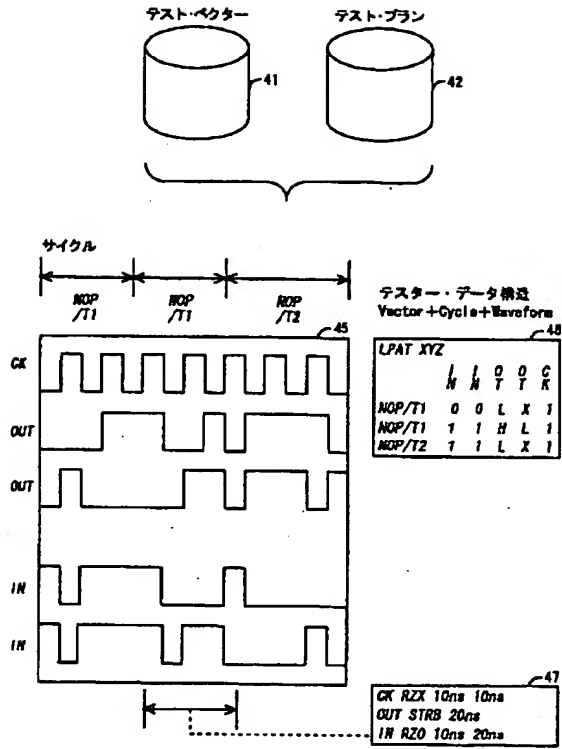 テスト・ベクター
テスト・プラン
41
42
サイクル
NOP
/T1
NOP
/T1
NOP
/T2
テスター・データ構造
Vector+Cycle+Waveform
45
48
CK
OUT
OUT
IN
IN
LPAT XYZ
I I O O C
N N T T K
NOP/T1 0 0 L X 1
NOP/T1 1 1 H L 1
NOP/T2 1 1 L X 1
47
CK RZX 10ns 10ns
OUT STRB 20ns
IN RZO 10ns 20ns